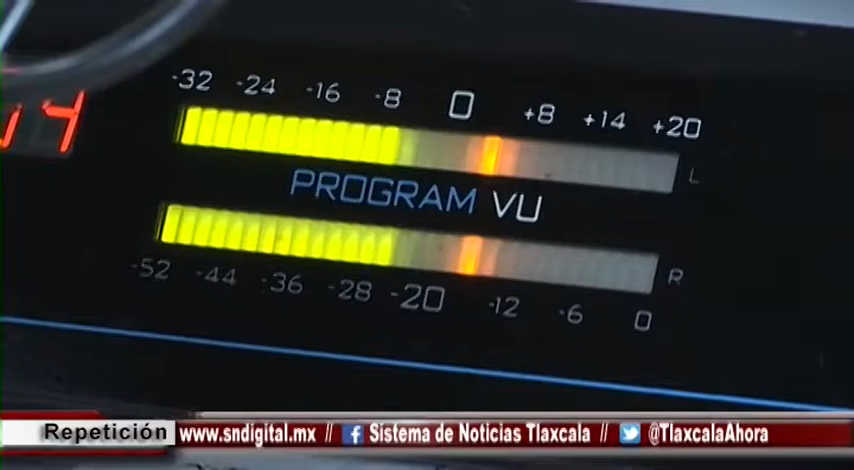 -32 -24 -16 -8 0 +8 +14 +20
L
PROGRAM VU
R
-52 -44 -36 -28 -20 -12 -6 0
Repetición www.sndigital.mx // f Sistema de Noticias Tlaxcala // @TlaxcalaAhora